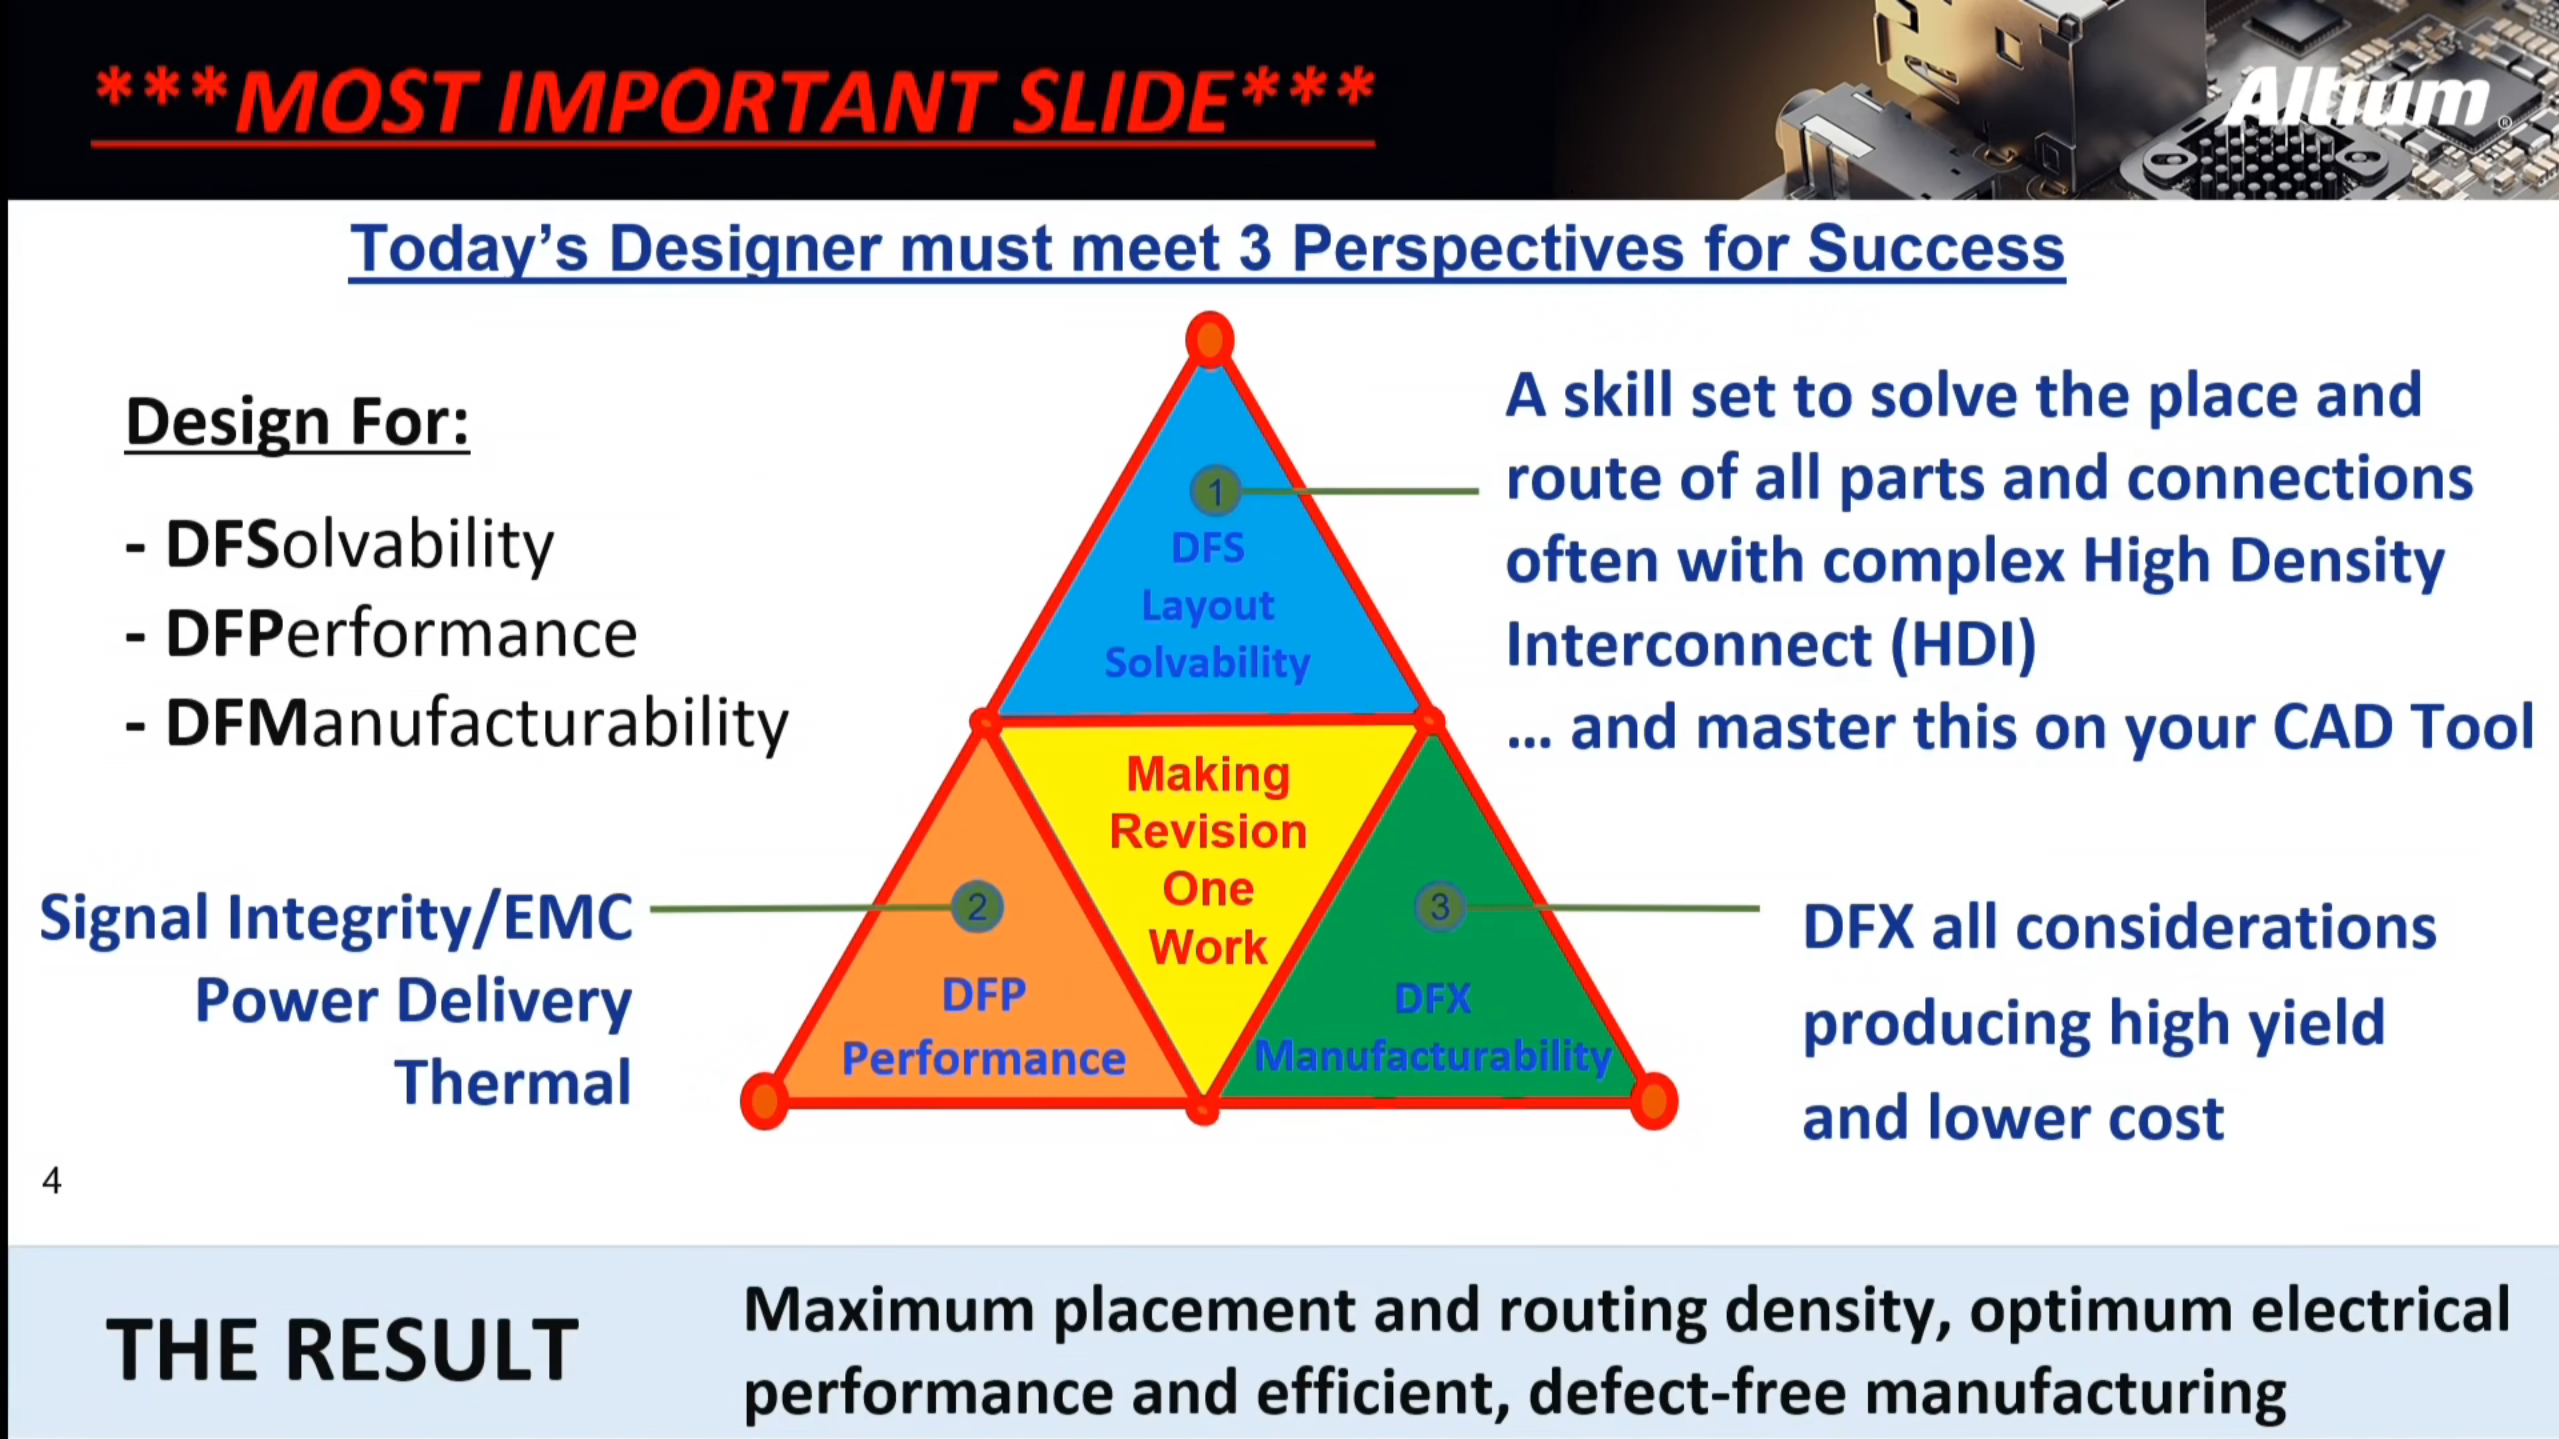 ***MOST IMPORTANT SLIDE***
Altium®
Today's Designer must meet 3 Perspectives for Success
Design For:
- DFSolvability
- DFPerformance
- DFManufacturability
1
DFS
Layout
Solvability
A skill set to solve the place and
route of all parts and connections
often with complex High Density
Interconnect (HDI)
... and master this on your CAD Tool
Making
Revision
One
Work
Signal Integrity/EMC
Power Delivery
Thermal
2
DFP
Performance
3
DFX
Manufacturability
DFX all considerations
producing high yield
and lower cost
4
THE RESULT
Maximum placement and routing density, optimum electrical
performance and efficient, defect-free manufacturing